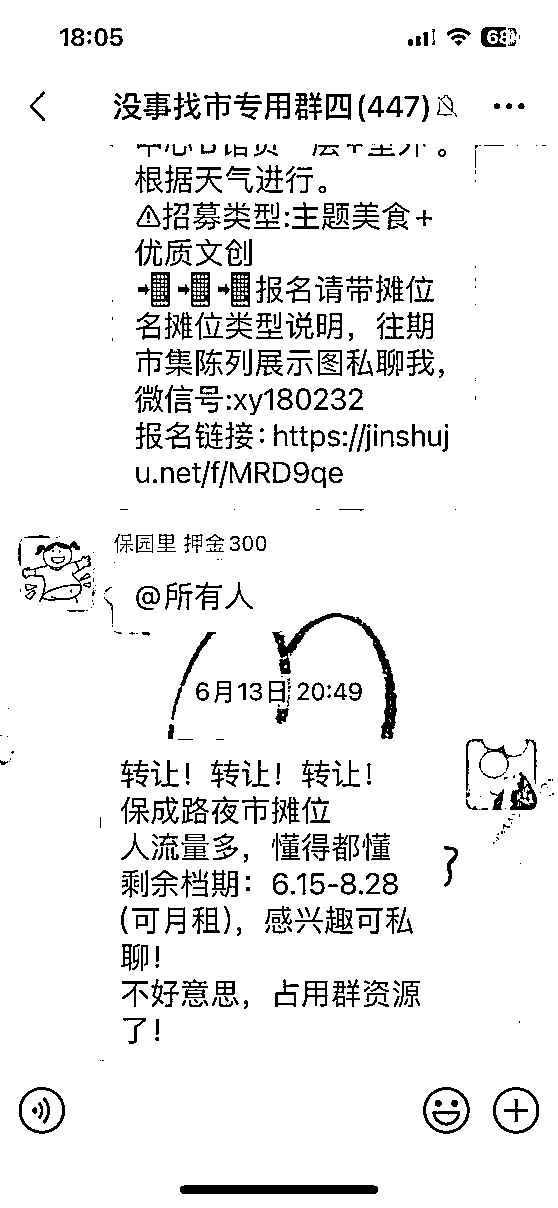 18:05
68
没事找市专用群四(447)
根据天气进行。
⚠招募类型:主题美食+
优质文创
报名请带摊位
名摊位类型说明，往期
市集陈列展示图私聊我，
微信号:xy180232
报名链接：https://jinshuj
u.net/f/MRD9qe
保园里 押金300
@所有人
6月13日 20:49
转让！转让！转让！
保成路夜市摊位
人流量多，懂得都懂
剩余档期：6.15-8.28
(可月租)，感兴趣可私
聊！
不好意思，占用群资源
了！